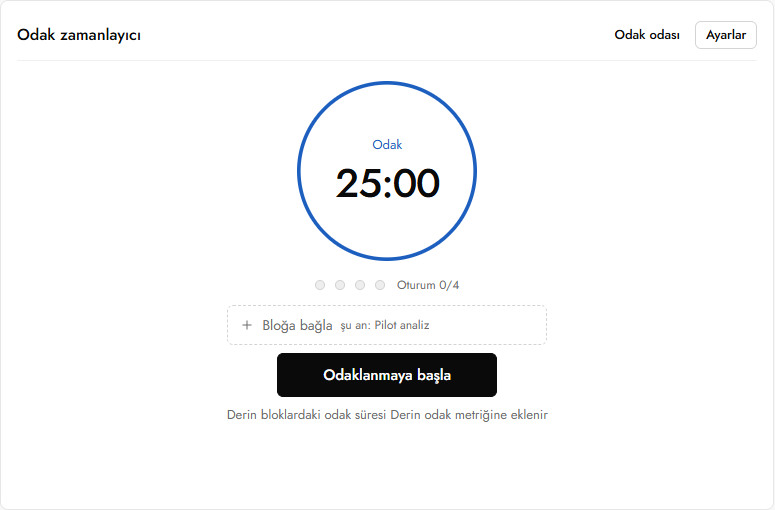 Odak zamanlayıcı
Odak odası
Ayarlar
Odak
25:00
Oturum 0/4
+ Bloğa bağla şu an: Pilot analiz
Odaklanmaya başla
Derin bloklardaki odak süresi Derin odak metriğine eklenir